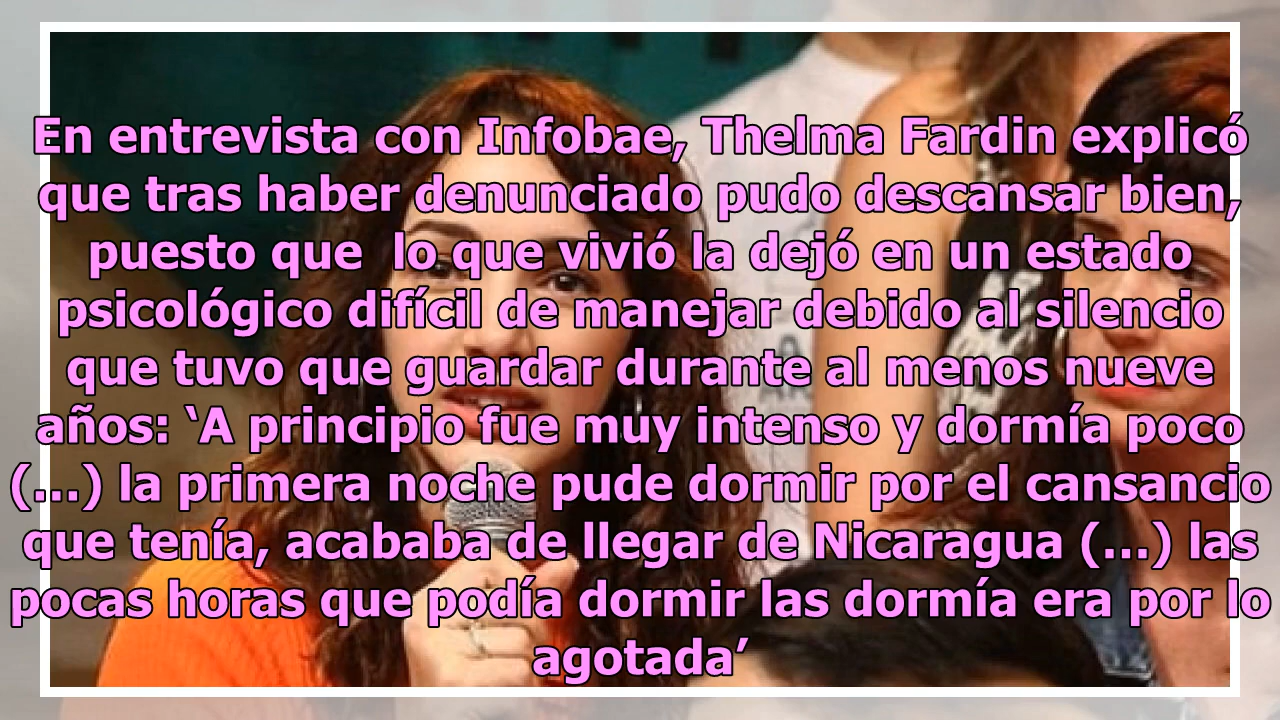 En entrevista con Infobae, Thelma Fardin explicó
que tras haber denunciado pudo descansar bien,
puesto que  lo que vivió la dejó en un estado
psicológico difícil de manejar debido al silencio
que tuvo que guardar durante al menos nueve
años: ‘A principio fue muy intenso y dormía poco
(...) la primera noche pude dormir por el cansancio
que tenía, acababa de llegar de Nicaragua (...) las
pocas horas que podía dormir las dormía era por lo
agotada’